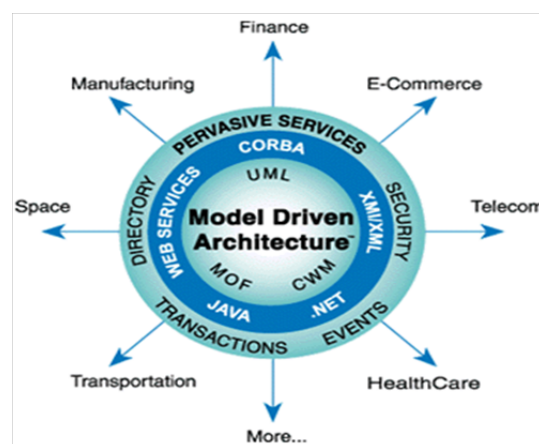 Finance
Manufacturing
E-Commerce
PERVASIVE SERVICES
CORBA
UML
DIRECTORY
WEB SERVICES
XMI/XML
SECURITY
Space
Model Driven
Architecture™
Telecom
MOF
CWM
JAVA
.NET
TRANSACTIONS
EVENTS
Transportation
HealthCare
More...